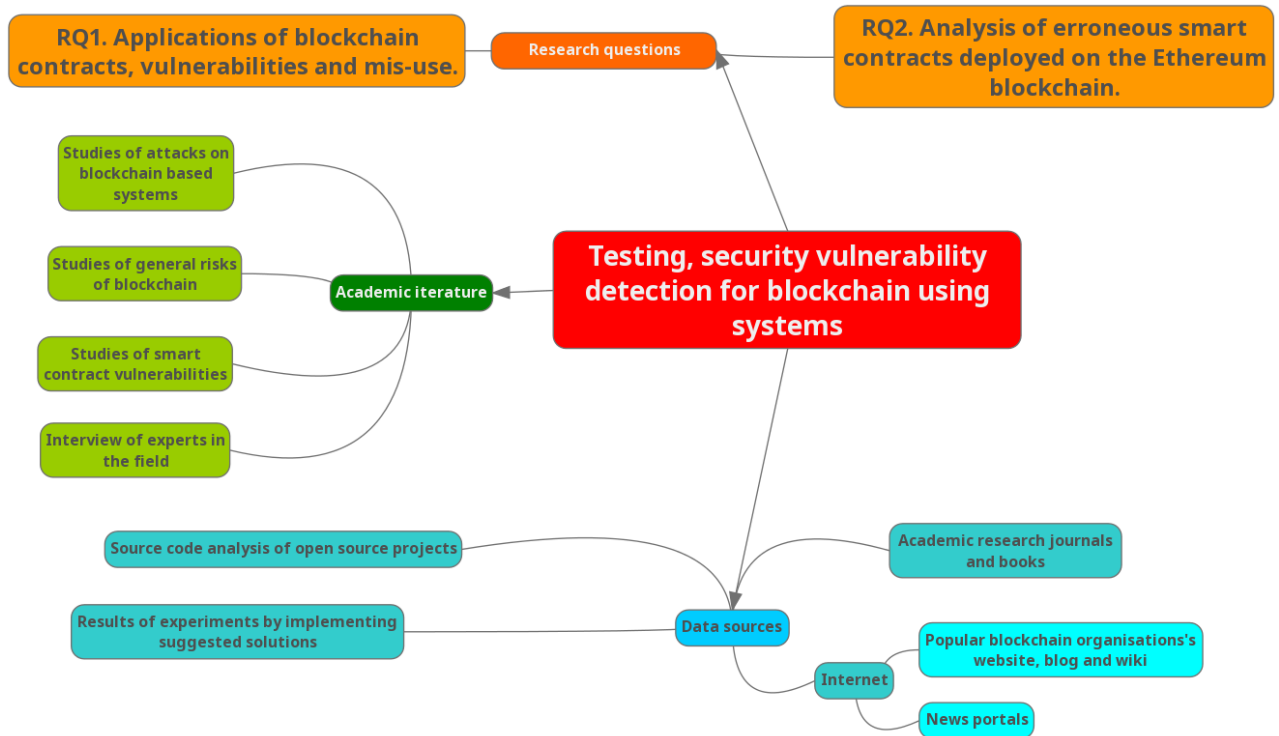 RQ1. Applications of blockchain
contracts, vulnerabilities and mis-use.
Research questions
RQ2. Analysis of erroneous smart
contracts deployed on the Ethereum
blockchain.
Studies of attacks on
blockchain based
systems
Studies of general risks
of blockchain
Academic iterature
Studies of smart
contract vulnerabilities
Interview of experts in
the field
Testing, security vulnerability
detection for blockchain using
systems
Source code analysis of open source projects
Results of experiments by implementing
suggested solutions
Data sources
Academic research journals
and books
Internet
Popular blockchain organisations's
website, blog and wiki
News portals